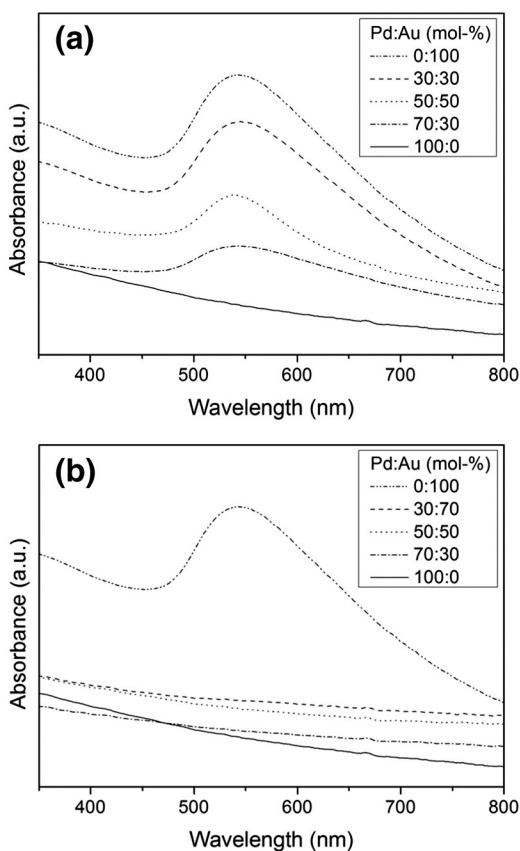 (a)
Pd:Au (mol-%)
0:100
30:30
50:50
70:30
100:0
Absorbance (a.u.)
400 500 600 700 800
Wavelength (nm)
(b)
Pd:Au (mol-%)
0:100
30:70
50:50
70:30
100:0
Absorbance (a.u.)
400 500 600 700 800
Wavelength (nm)